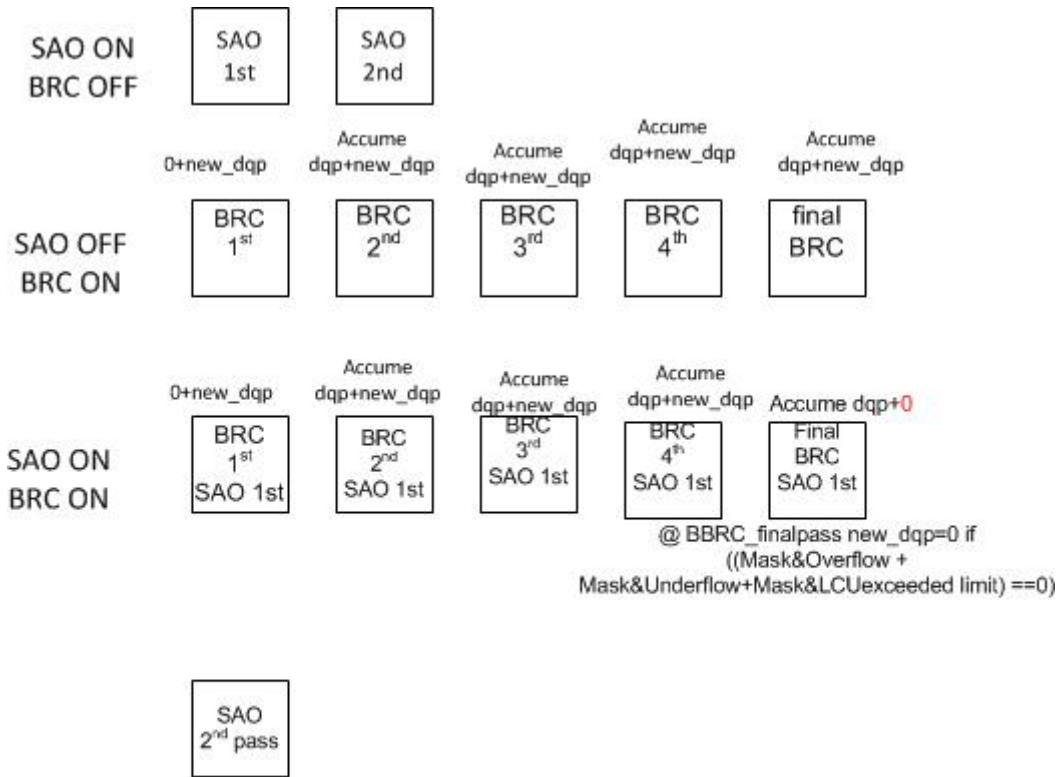 SAO ON
BRC OFF
SAO
1st
SAO
2nd
0+new_dqp
Accume
dqp+new_dqp
Accume
dqp+new_dqp
Accume
dqp+new_dqp
Accume
dqp+new_dqp
SAO OFF
BRC ON
BRC
1st
BRC
2nd
BRC
3rd
BRC
4th
final
BRC
0+new_dqp
Accume
dqp+new_dqp
Accume
dqp+new_dqp
Accume
dqp+new_dqp
Accume dqp+0
SAO ON
BRC ON
BRC
1st
SAO 1st
BRC
2nd
SAO 1st
BRC
3rd
SAO 1st
BRC
4th
SAO 1st
Final
BRC
SAO 1st
@ BBRC_finalpass new_dqp=0 if
((Mask&Overflow +
Mask&Underflow+Mask&LCUexceeded limit) ==0)
SAO
2nd pass